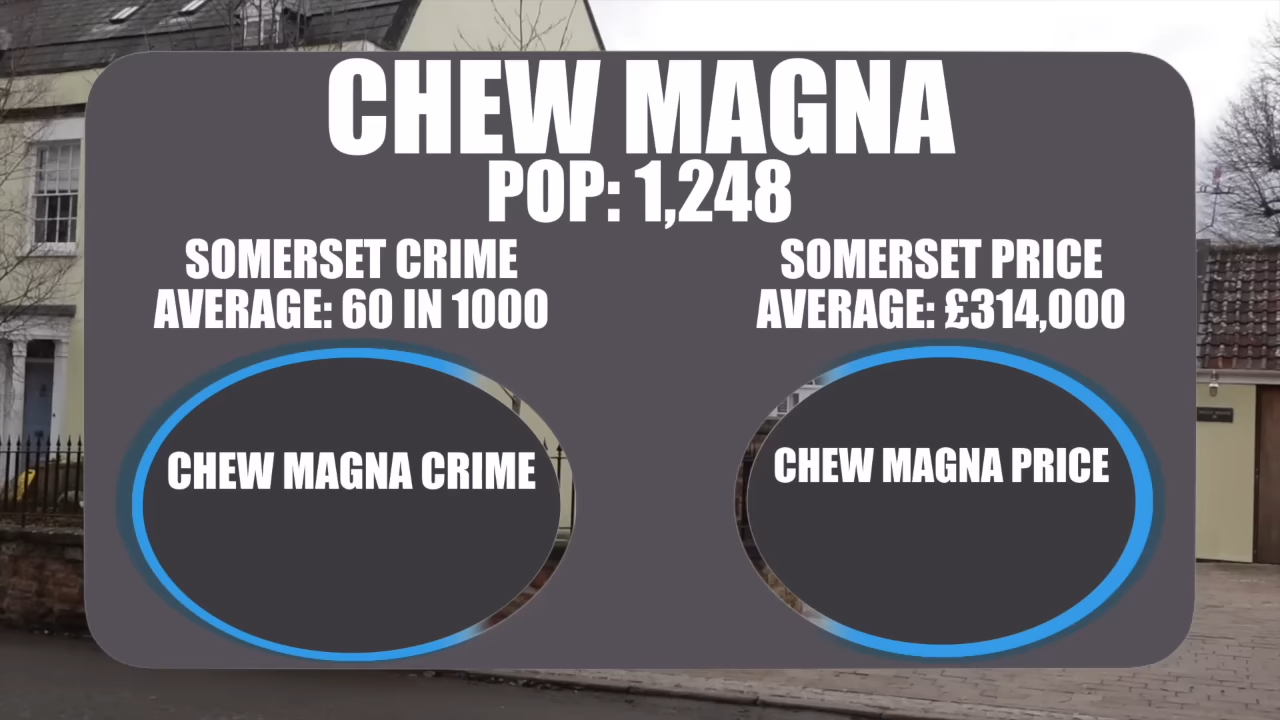 CHEW MAGNA
POP: 1,248
SOMERSET CRIME
AVERAGE: 60 IN 1000
SOMERSET PRICE
AVERAGE: £314,000
CHEW MAGNA CRIME
CHEW MAGNA PRICE